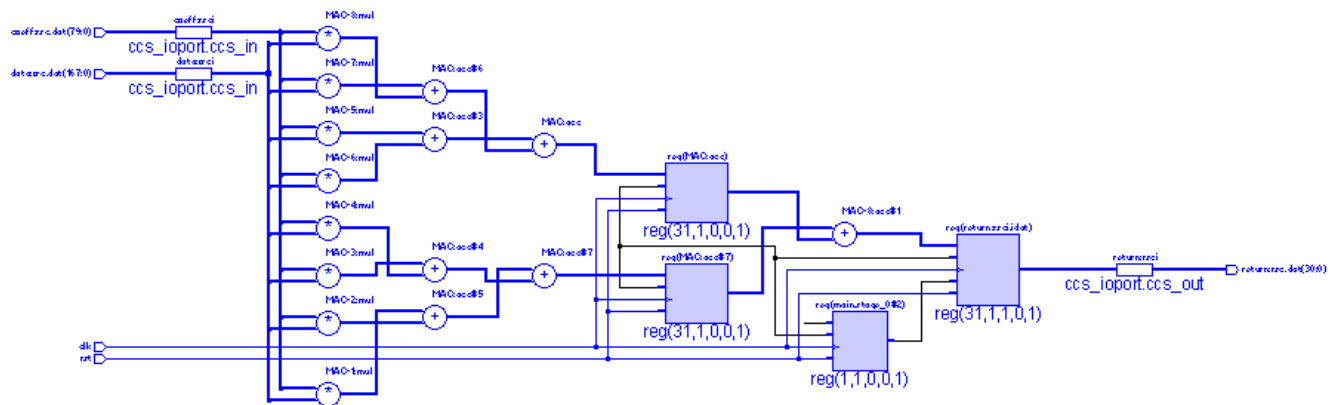 coeffs:rsc.dat(79:0)
coeffs:rsci
ccs_ioport.ccs_in
data:rsc.dat(167:0)
data:rsci
ccs_ioport.ccs_in
MAC-8:mul
*
MAC-7:mul
*
MAC:acc#6
+
MAC-5:mul
*
MAC:acc#3
+
MAC:acc
+
MAC-6:mul
*
reg(MAC:acc)
reg(31,1,0,0,1)
MAC-4:mul
*
MAC-8:acc#1
+
MAC-3:mul
*
MAC:acc#4
+
MAC:acc#7
+
reg(MAC:acc#7)
reg(31,1,0,0,1)
reg(return:rsci.idat)
reg(31,1,1,0,1)
return:rsci
ccs_ioport.ccs_out
return:rsc.dat(30:0)
MAC-2:mul
*
MAC:acc#5
+
reg(main.stage_0#2)
reg(1,1,0,0,1)
clk
rst
MAC-1:mul
*